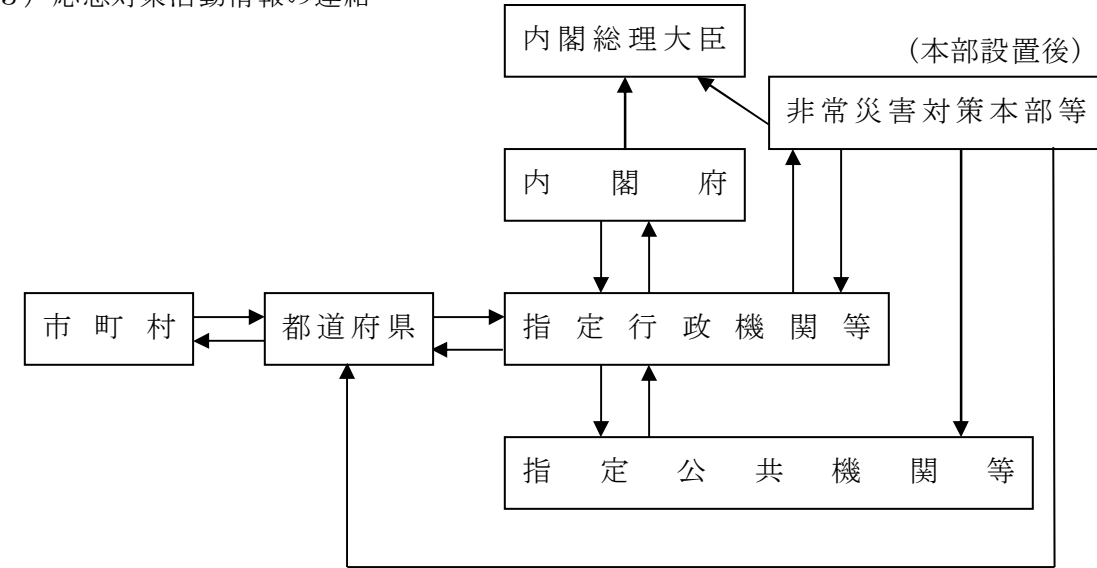 応急対策活動情報の連絡
内閣総理大臣
(本部設置後)
非常災害対策本部等
内閣府
市町村
都道府県
指定行政機関等
指定公共機関等